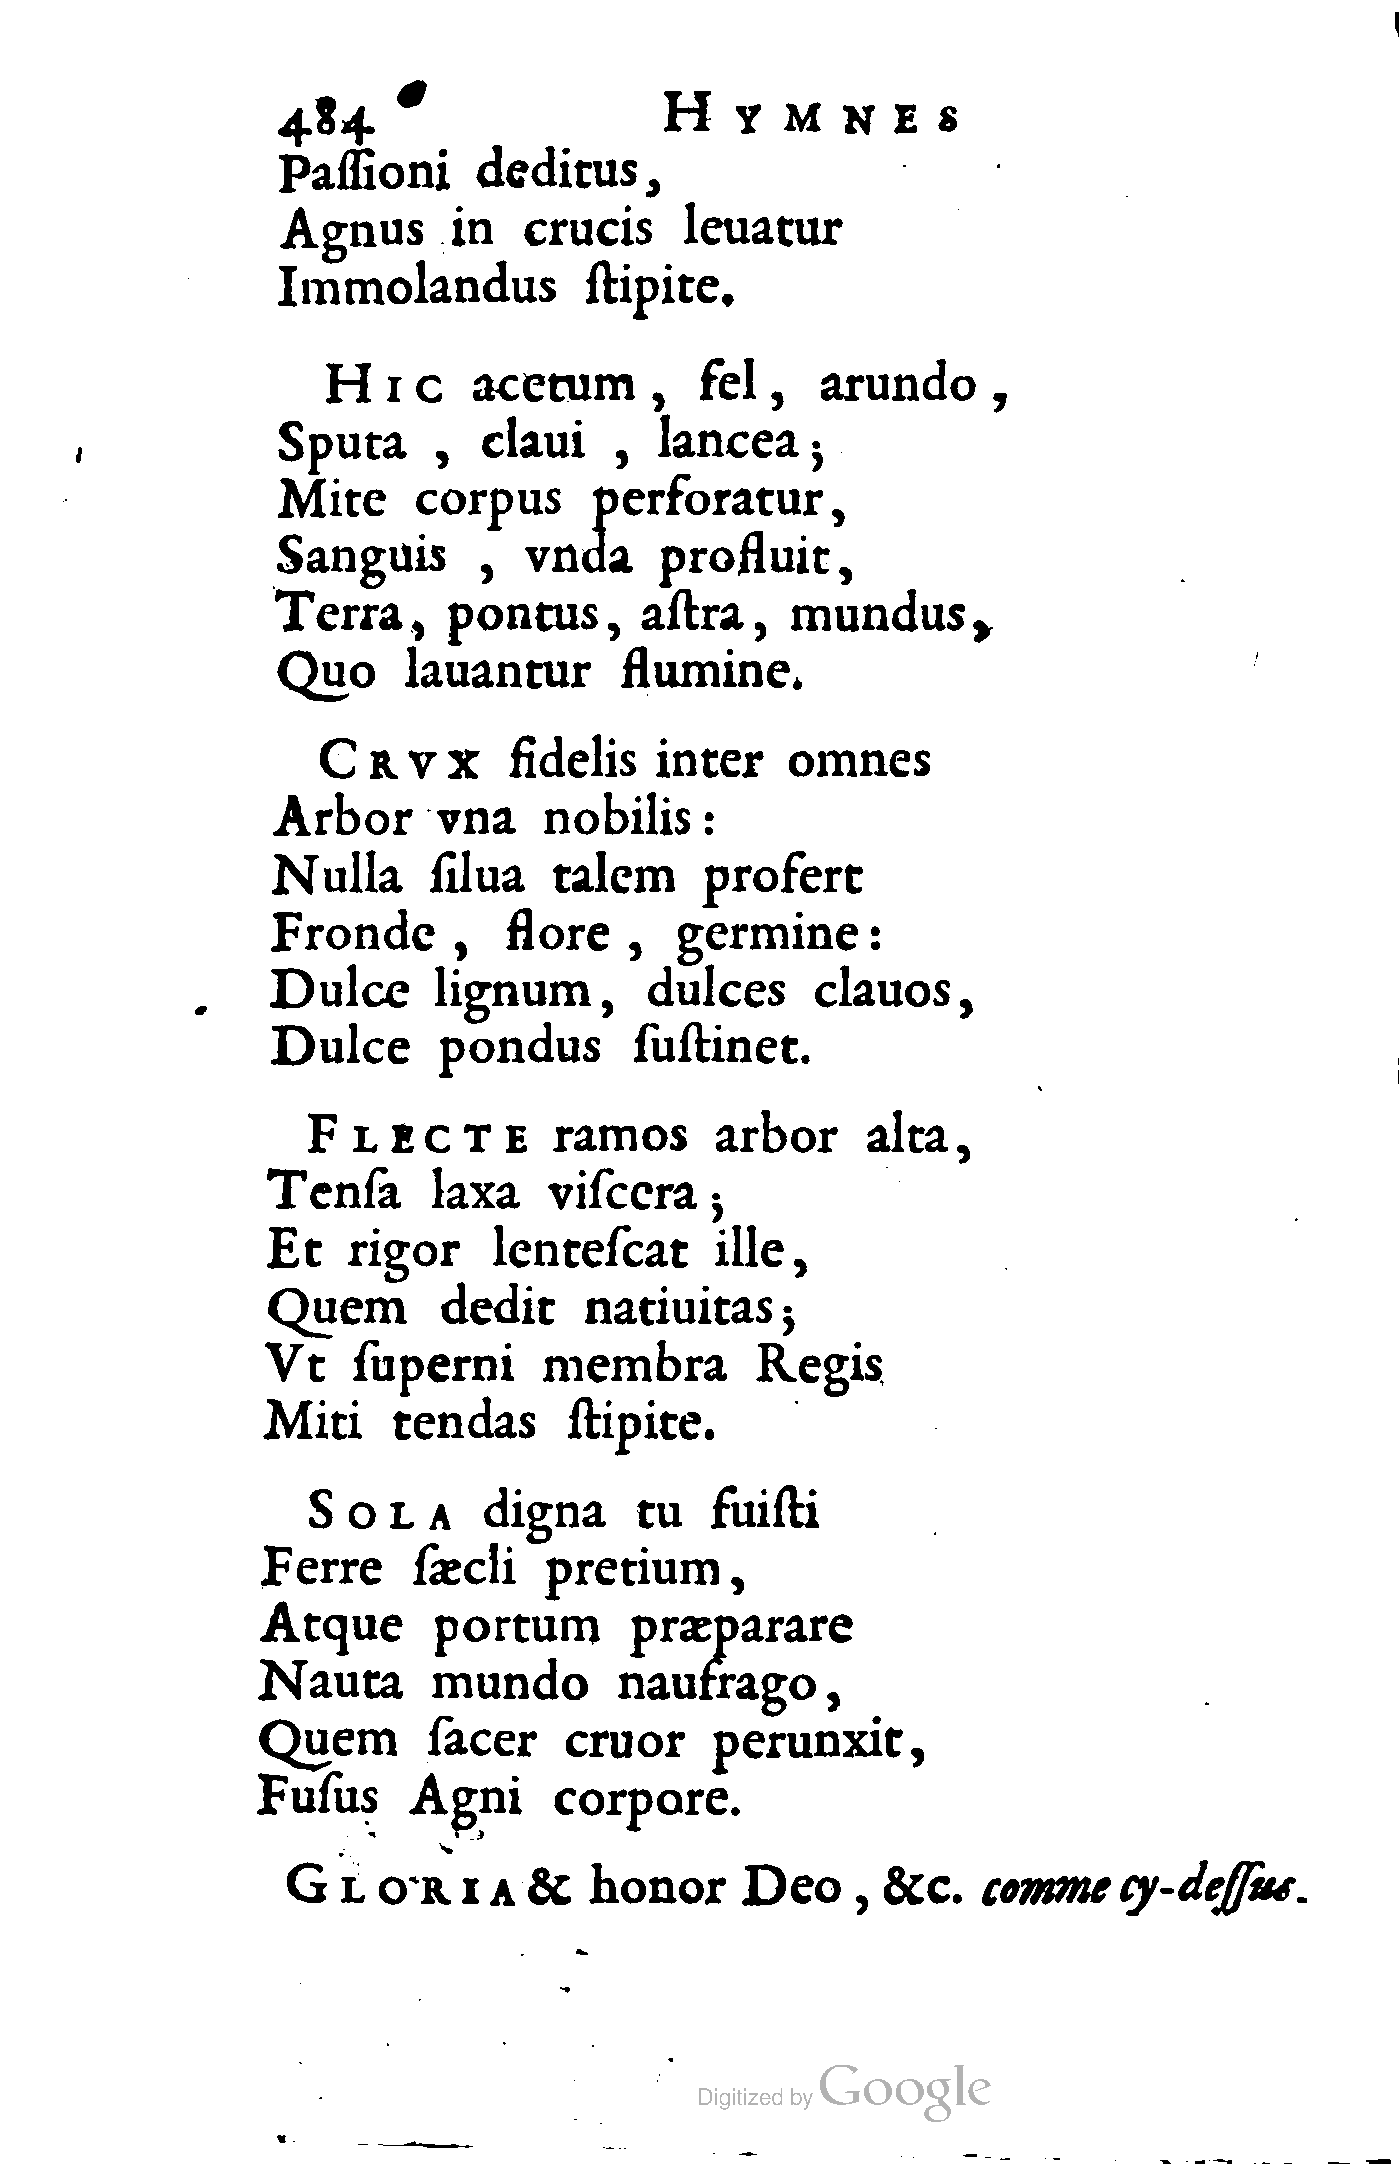 484 HYMNES
Paſſioni deditus,
Agnus in crucis leuatur
Immolandus ſtipite.
HIC acetum, fel, arundo,
Sputa, claui, lancea;
Mite corpus perforatur,
Sanguis, vnda profluit,
Terra, pontus, aſtra, mundus,
Quo lauantur flumine.
CRVX fidelis inter omnes
Arbor vna nobilis:
Nulla ſilua talem profert
Fronde, flore, germine:
Dulce lignum, dulces clauos,
Dulce pondus ſuſtinet.
FLECTE ramos arbor alta,
Tenſa laxa viſcera;
Et rigor lenteſcat ille,
Quem dedit natiuitas;
Vt ſuperni membra Regis
Miti tendas ſtipite.
SOLA digna tu fuiſti
Ferre ſæcli pretium,
Atque portum præparare
Nauta mundo naufrago,
Quem ſacer cruor perunxit,
Fuſus Agni corpore.
GLORIA & honor Deo, &c. comme cy-deſſus.
Digitized by Google